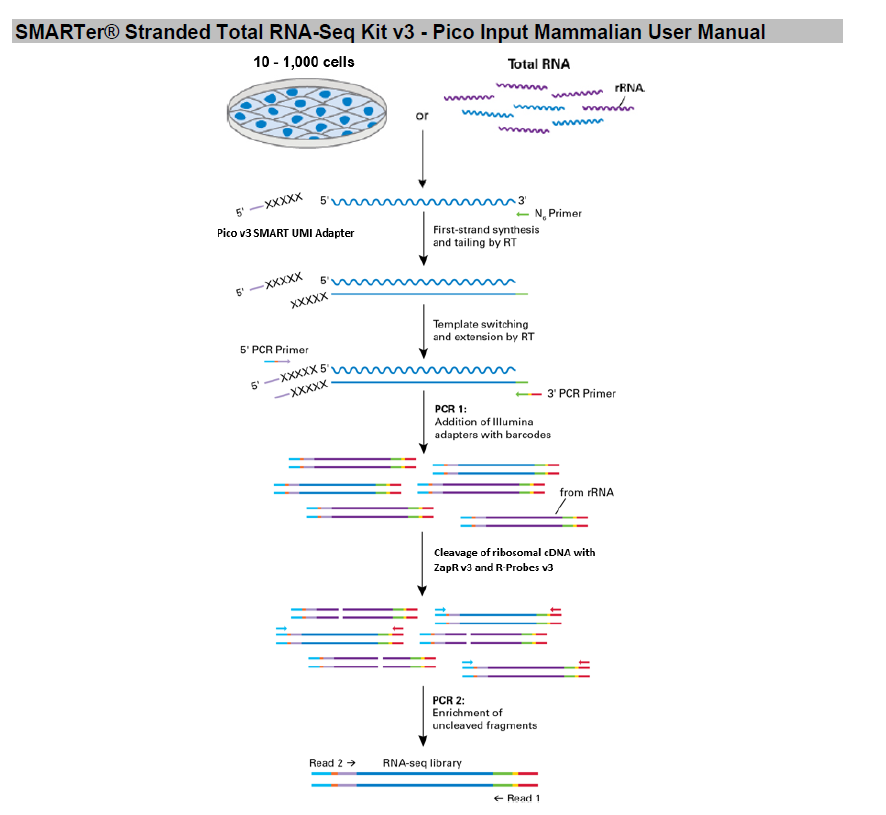 SMARTer® Stranded Total RNA-Seq Kit v3 - Pico Input Mammalian User Manual
10 - 1,000 cells
Total RNA
rRNA
or
5'
XXXXX
5'
3'
N6 Primer
Pico v3 SMART UMI Adapter
First-strand synthesis
and tailing by RT
5'
XXXXX
5'
XXXXX
Template switching
and extension by RT
5' PCR Primer
5'
XXXXX
5'
XXXXX
3' PCR Primer
PCR 1:
Addition of Illumina
adapters with barcodes
from rRNA
Cleavage of ribosomal cDNA with
ZapR v3 and R-Probes v3
PCR 2:
Enrichment of
uncleaved fragments
Read 2 →
RNA-seq library
← Read 1